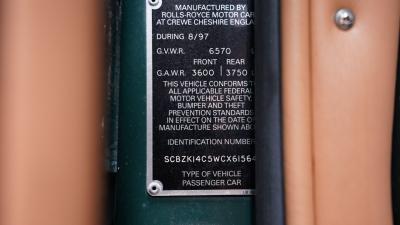 MANUFACTURED BY
ROLLS-ROYCE MOTOR CAR
AT CREWE CHESHIRE ENGLAN
DURING 8/97
G.V.W.R. 6570 L
FRONT REAR
G.A.W.R. 3600 3750 L
THIS VEHICLE CONFORMS T
ALL APPLICABLE FEDERAL
MOTOR VEHICLE SAFETY,
BUMPER AND THEFT
PREVENTION STANDARDS
IN EFFECT ON THE DATE O
MANUFACTURE SHOWN ABO
IDENTIFICATION NUMBER
SCBZK14C5WCX6156
TYPE OF VEHICLE
PASSENGER CAR